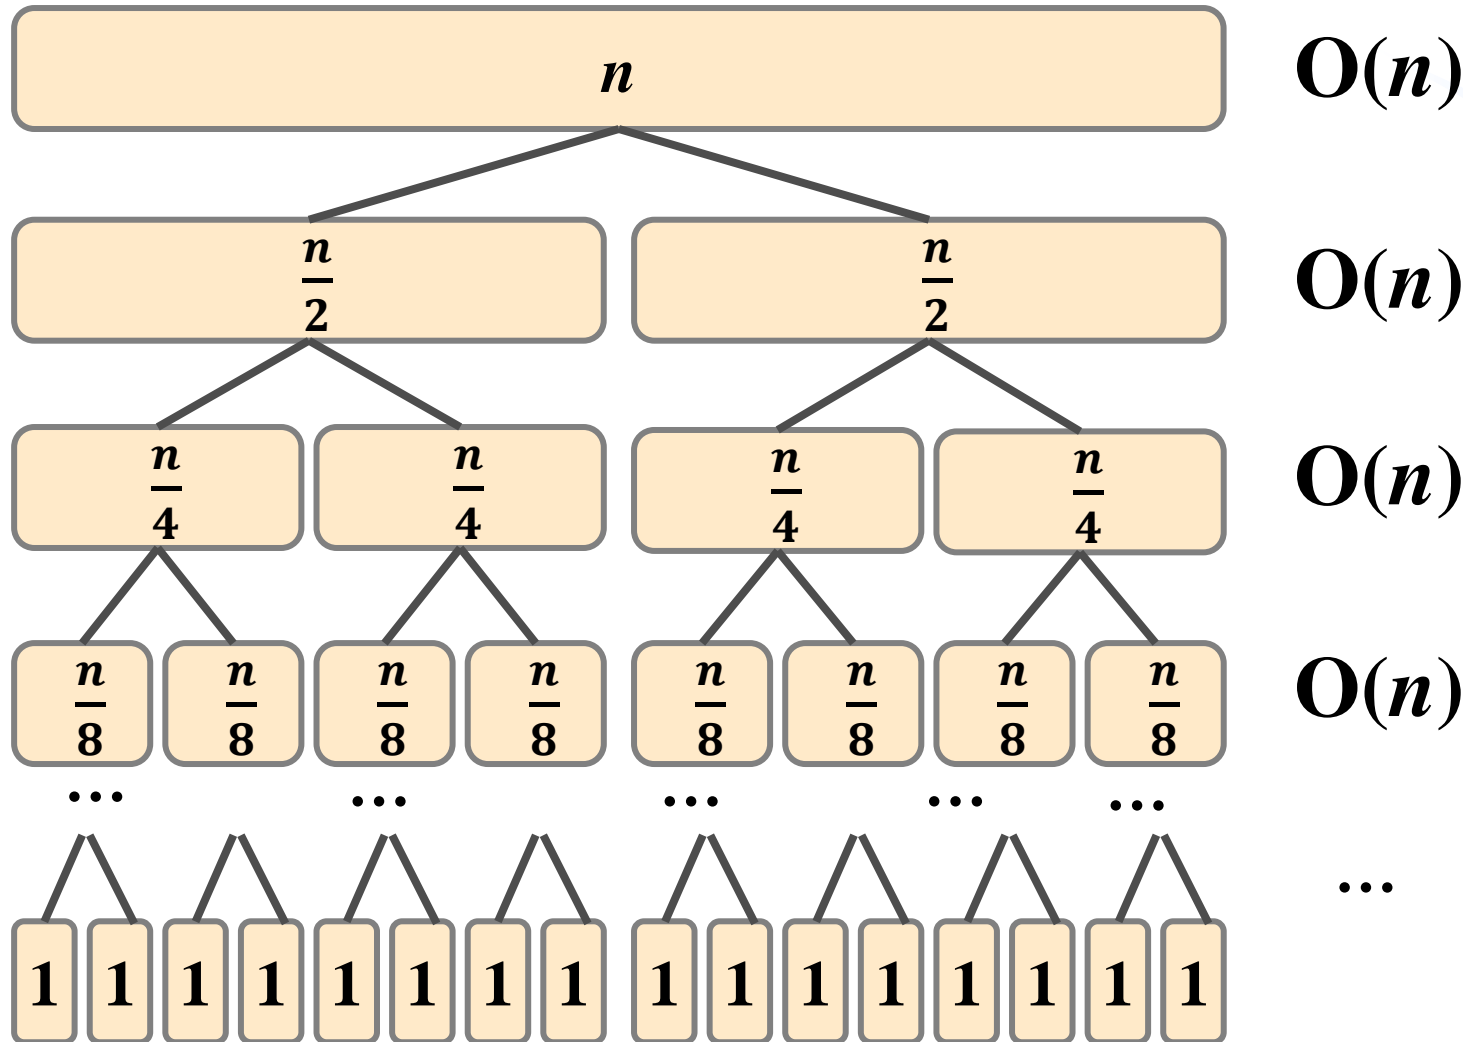 n O(n)
n/2 n/2 O(n)
n/4 n/4 n/4 n/4 O(n)
n/8 n/8 n/8 n/8 n/8 n/8 n/8 n/8 O(n)
... ... ... ... ...
...
1 1 1 1 1 1 1 1 1 1 1 1 1 1 1 1